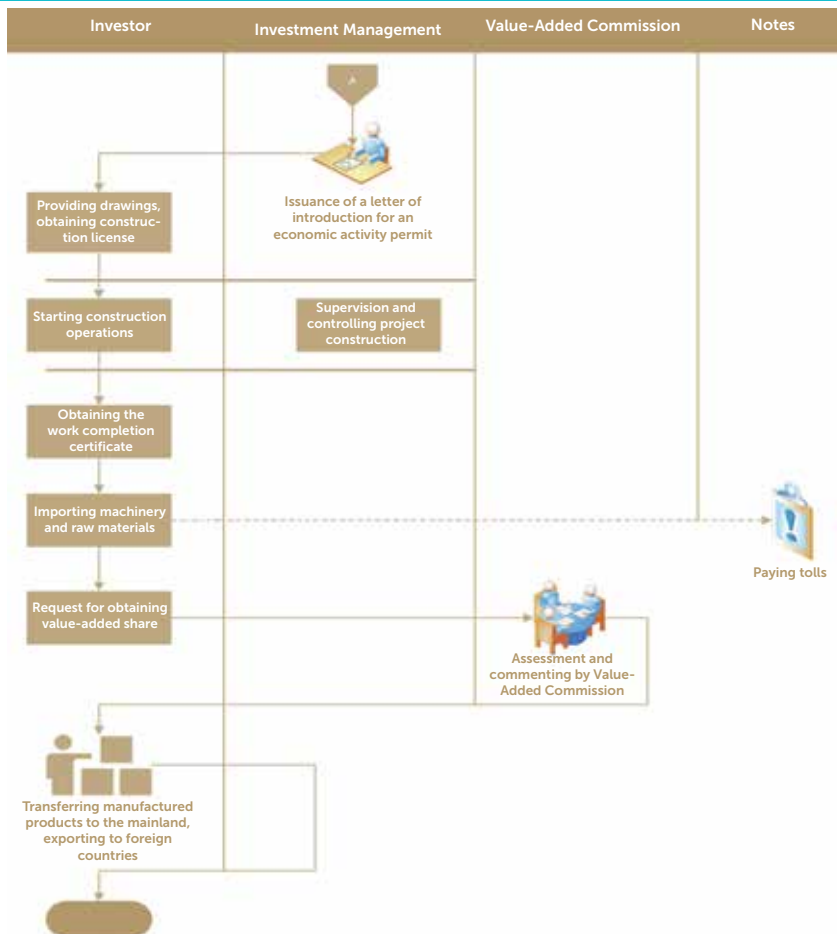 Investor
Investment Management
Value-Added Commission
Notes
A
Issuance of a letter of
introduction for an
economic activity permit
Providing drawings,
obtaining construc-
tion license
Starting construction
operations
Supervision and
controlling project
construction
Obtaining the
work completion
certificate
Importing machinery
and raw materials
Paying tolls
Request for obtaining
value-added share
Assessment and
commenting by Value-
Added Commission
Transferring manufactured
products to the mainland,
exporting to foreign
countries